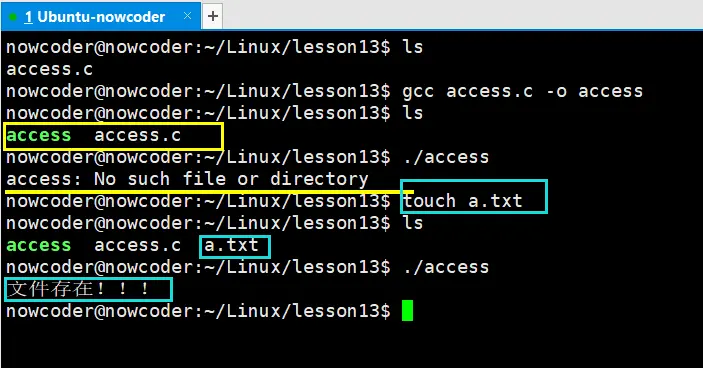 1 Ubuntu-nowcoder × +
nowcoder@nowcoder:~/Linux/lesson13$ ls
access.c
nowcoder@nowcoder:~/Linux/lesson13$ gcc access.c -o access
nowcoder@nowcoder:~/Linux/lesson13$ ls
access  access.c
nowcoder@nowcoder:~/Linux/lesson13$ ./access
access: No such file or directory
nowcoder@nowcoder:~/Linux/lesson13$ touch a.txt
nowcoder@nowcoder:~/Linux/lesson13$ ls
access  access.c  a.txt
nowcoder@nowcoder:~/Linux/lesson13$ ./access
文件存在！！！
nowcoder@nowcoder:~/Linux/lesson13$